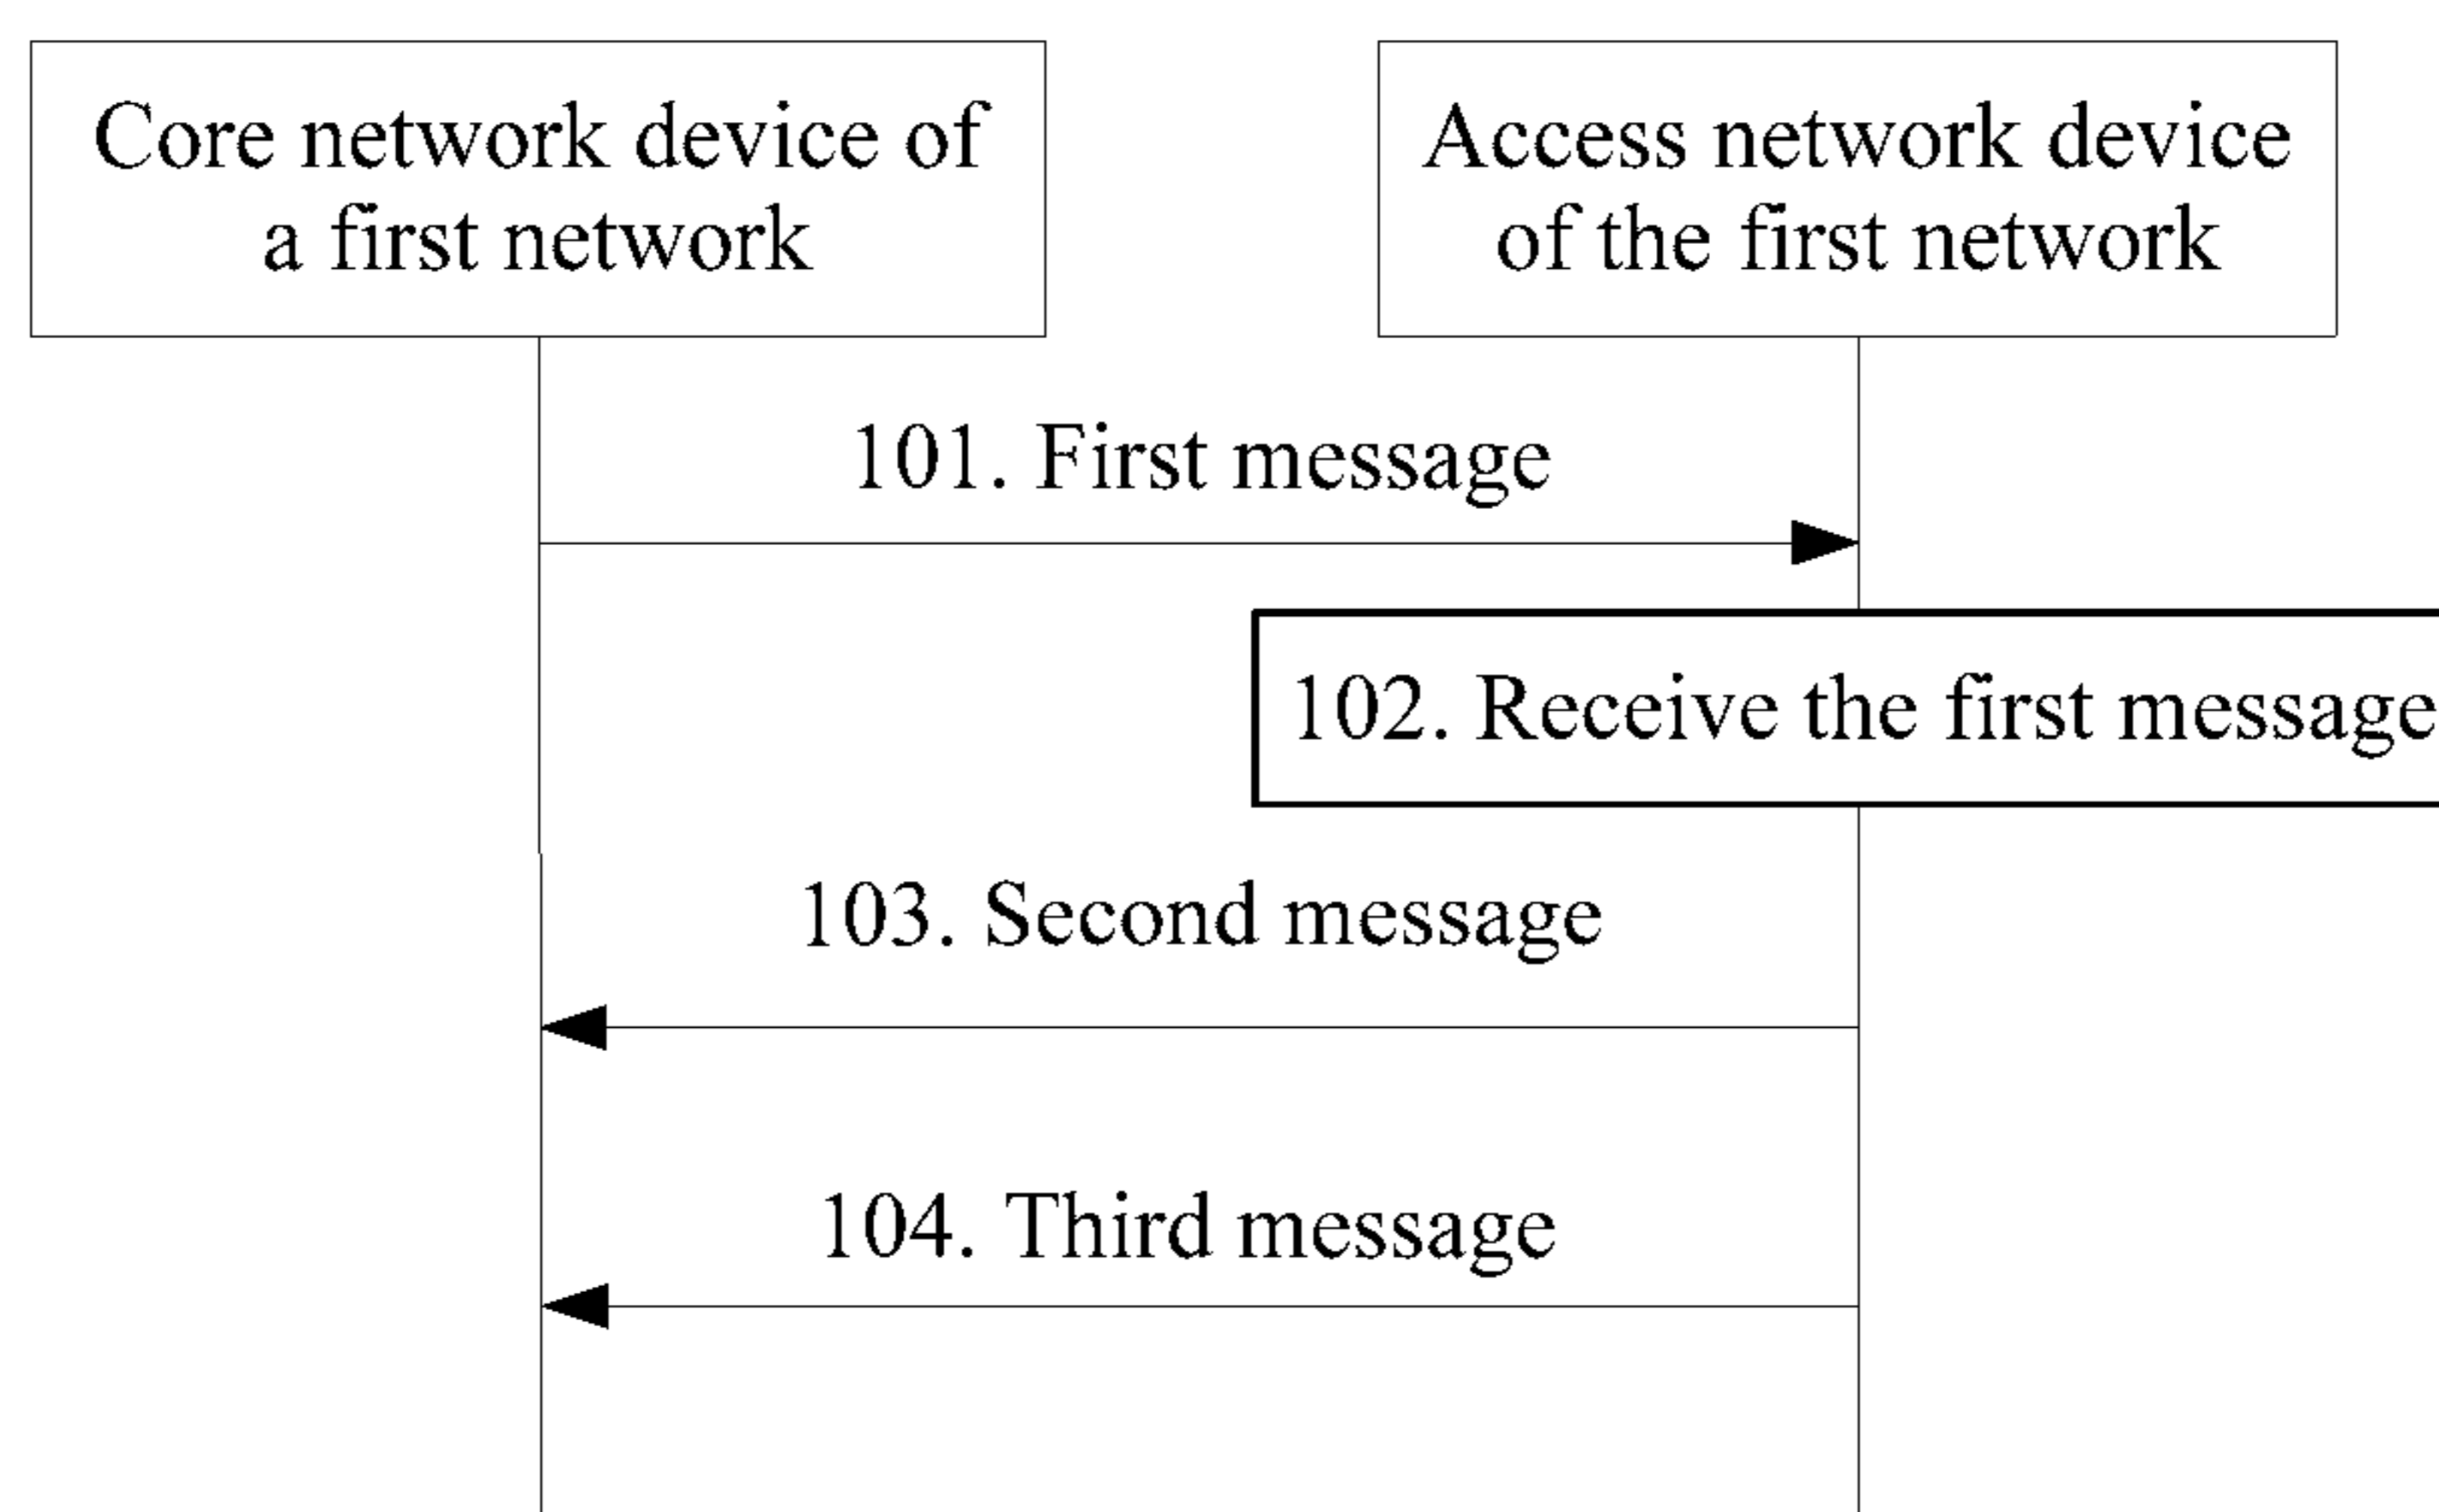 Core network device of
a first network
Access network device
of the first network
101. First message
102. Receive the first message
103. Second message
104. Third message